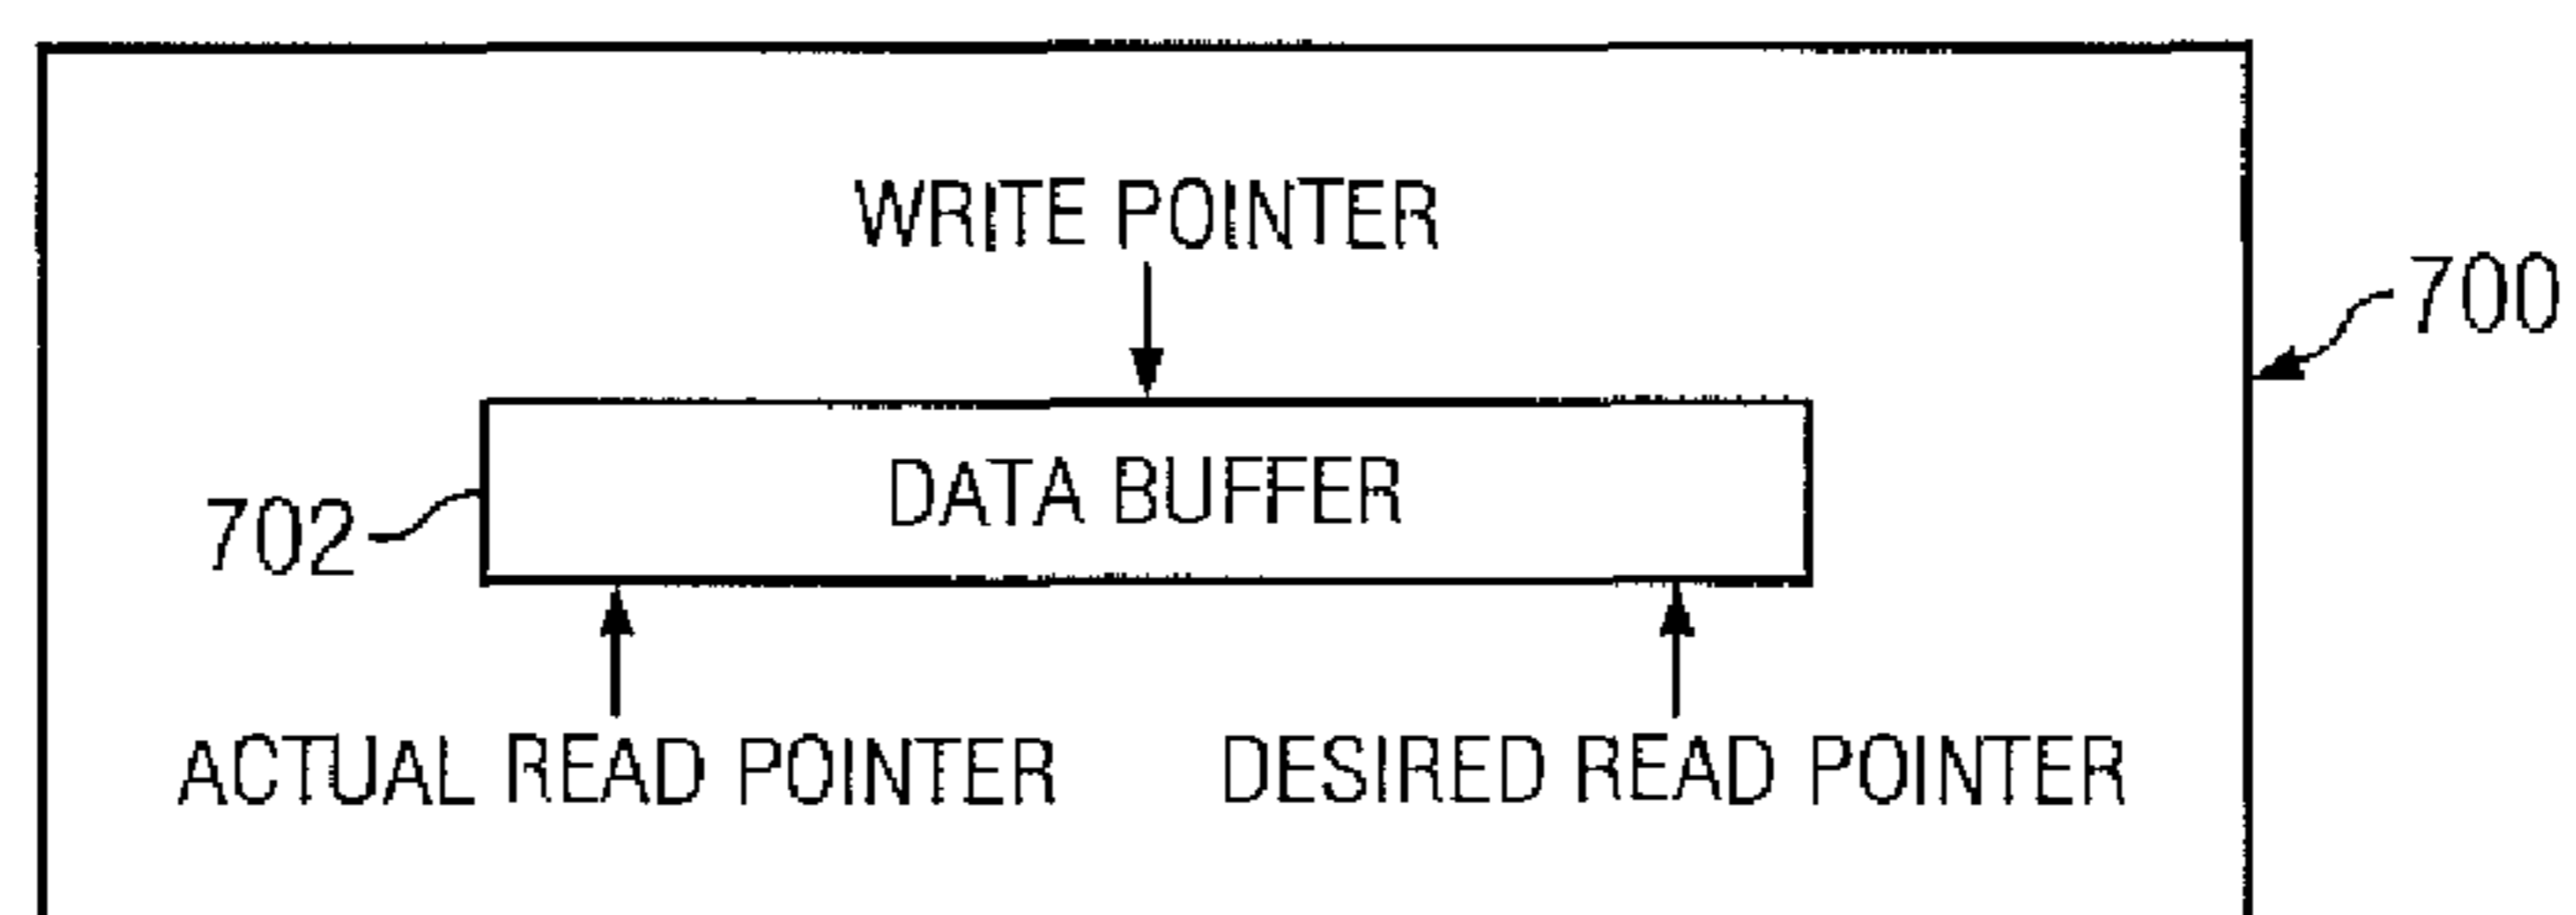 WRITE POINTER
700
DATA BUFFER
702
ACTUAL READ POINTER
DESIRED READ POINTER